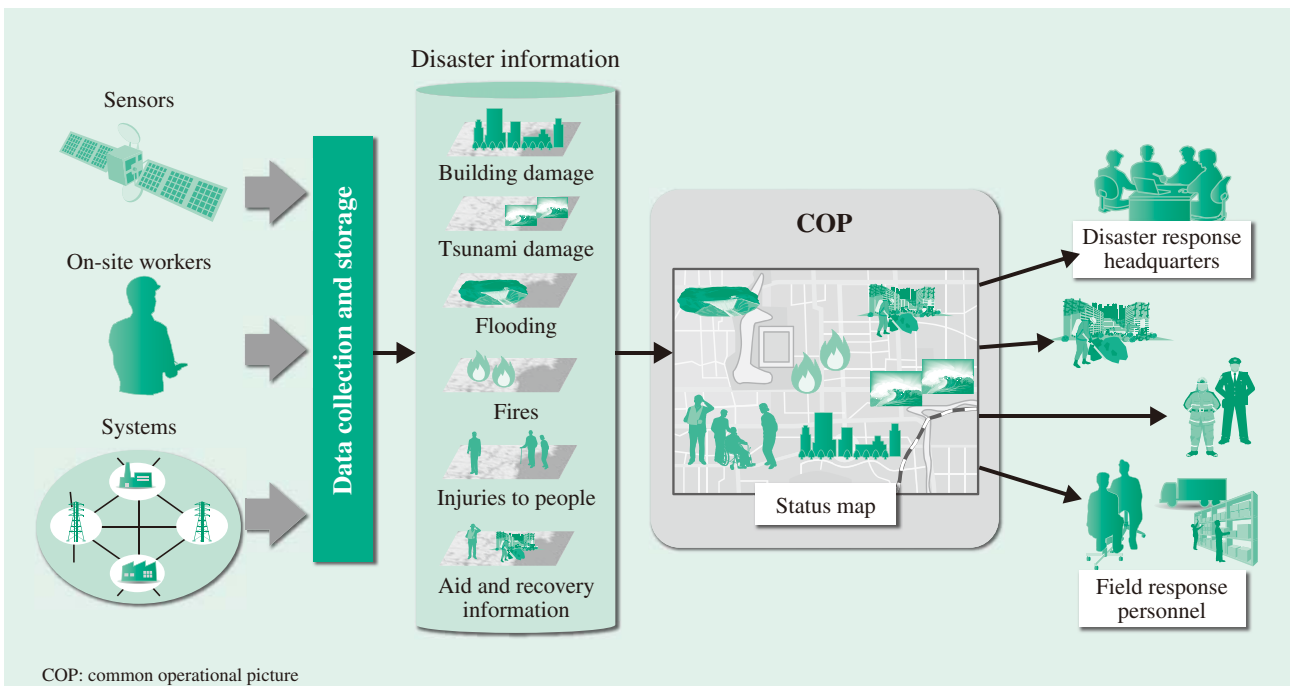 Sensors
On-site workers
Systems
Data collection and storage
Disaster information
Building damage
Tsunami damage
Flooding
Fires
Injuries to people
Aid and recovery
information
COP
Status map
Disaster response
headquarters
Field response
personnel
COP: common operational picture